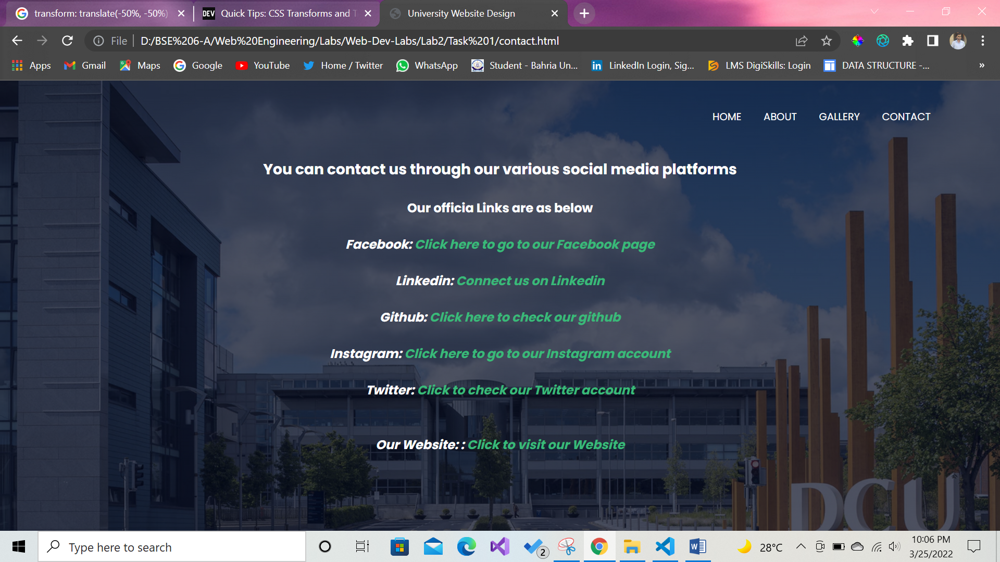 transform: translate(-50%, -50%)
DEV Quick Tips: CSS Transforms and T
University Website Design
File D:/BSE%206-A/Web%20Engineering/Labs/Web-Dev-Labs/Lab2/Task%201/contact.html
Apps Gmail Maps Google YouTube Home / Twitter WhatsApp Student - Bahria Un... LinkedIn Login, Sig... LMS DigiSkills: Login DATA STRUCTURE -... »
HOME ABOUT GALLERY CONTACT
You can contact us through our various social media platforms
Our officia Links are as below
Facebook: Click here to go to our Facebook page
Linkedin: Connect us on Linkedin
Github: Click here to check our github
Instagram: Click here to go to our Instagram account
Twitter: Click to check our Twitter account
Our Website: : Click to visit our Website
DCU
Type here to search
2
28°C
10:06 PM
3/25/2022